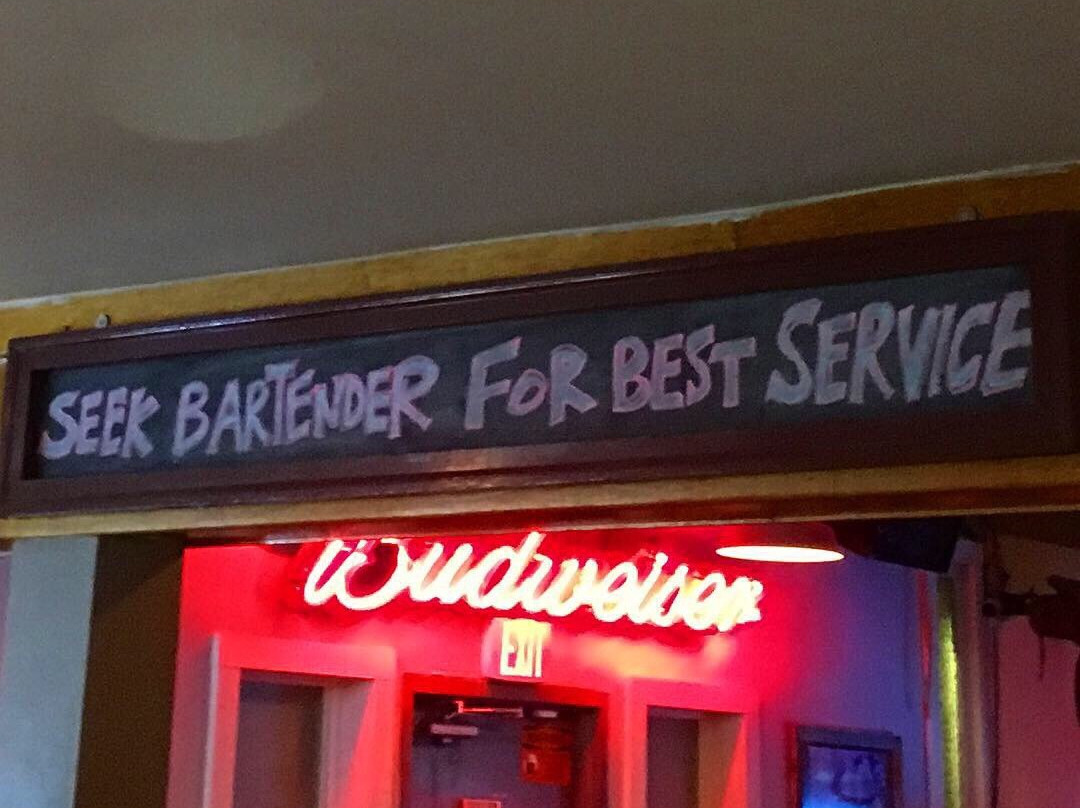 SEEK BARTENDER FOR BEST SERVICE
Budweiser
EXIT